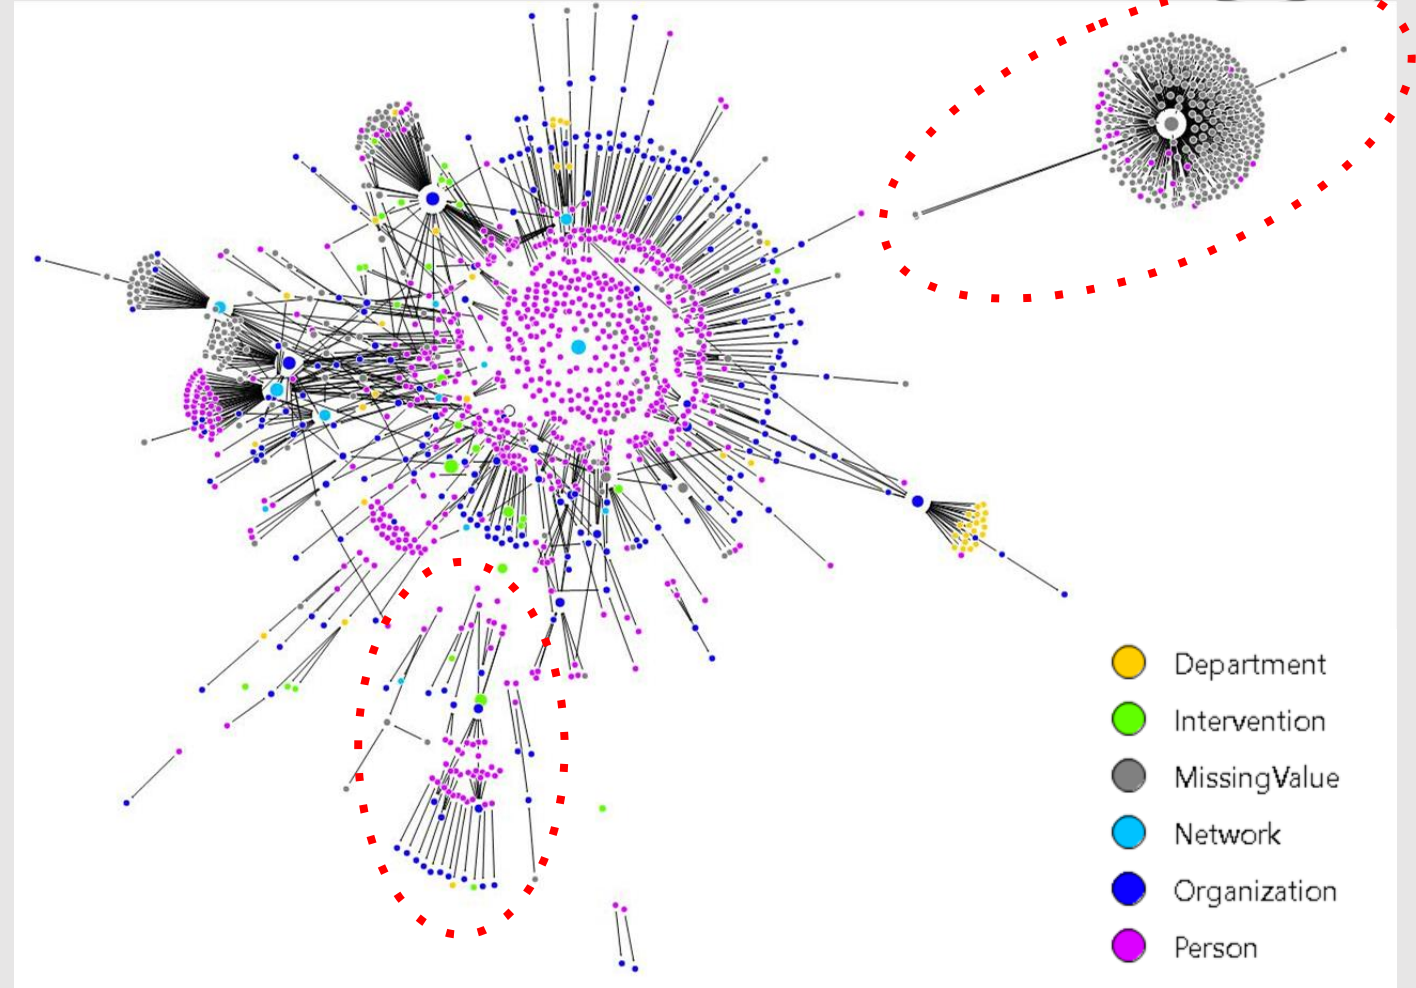 Department
Intervention
MissingValue
Network
Organization
Person